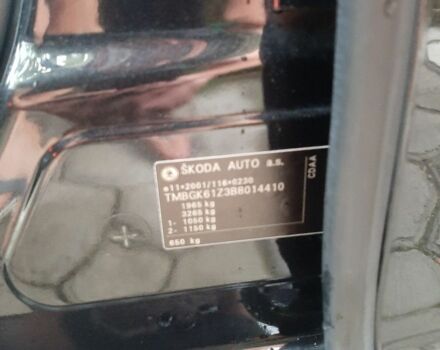 ŠKODA AUTO a.s.
e11*2001/116*0230
TMBGK61Z3B8014410
1965 kg
3265 kg
1- 1050 kg
2- 1150 kg
650 kg
CDAA